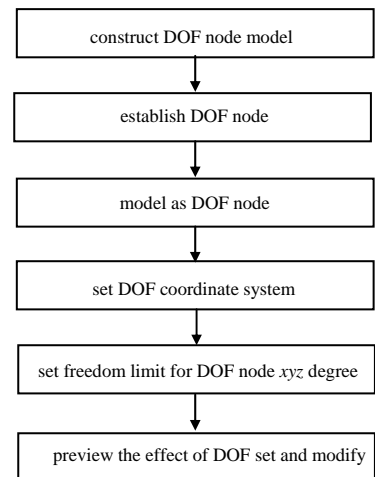 construct DOF node model
establish DOF node
model as DOF node
set DOF coordinate system
set freedom limit for DOF node xyz degree
preview the effect of DOF set and modify